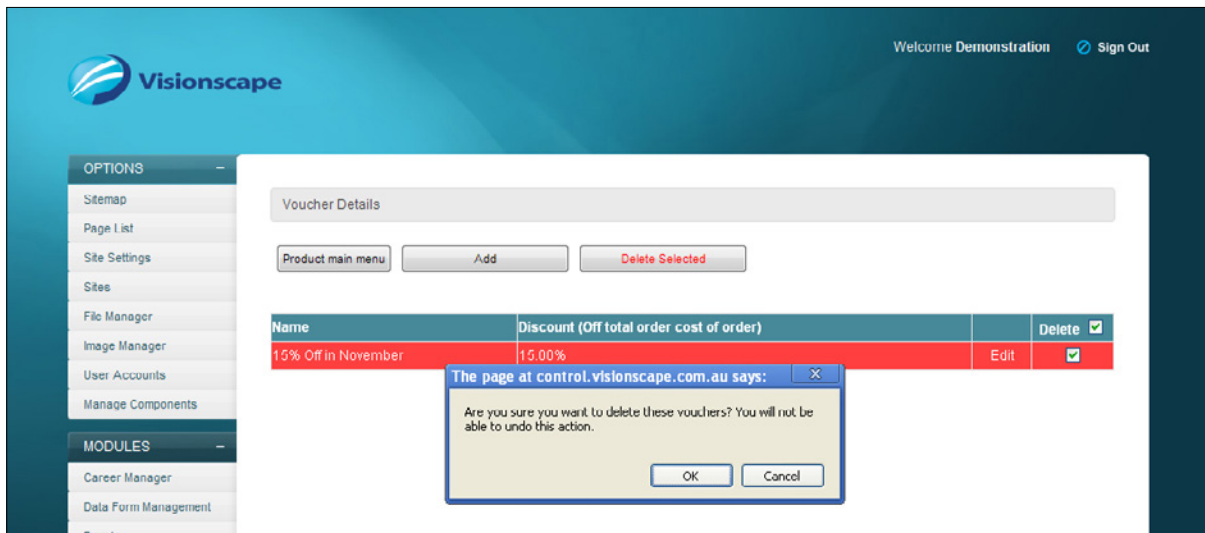 Welcome Demonstration
Sign Out
Visionscape
OPTIONS
Sitemap
Page List
Site Settings
Sites
File Manager
Image Manager
User Accounts
Manage Components
MODULES
Career Manager
Data Form Management
Voucher Details
Product main menu
Add
Delete Selected
Name
Discount (Off total order cost of order)
Delete
15% Off in November
15.00%
Edit
The page at control.visionscape.com.au says:
Are you sure you want to delete these vouchers? You will not be
able to undo this action.
OK
Cancel